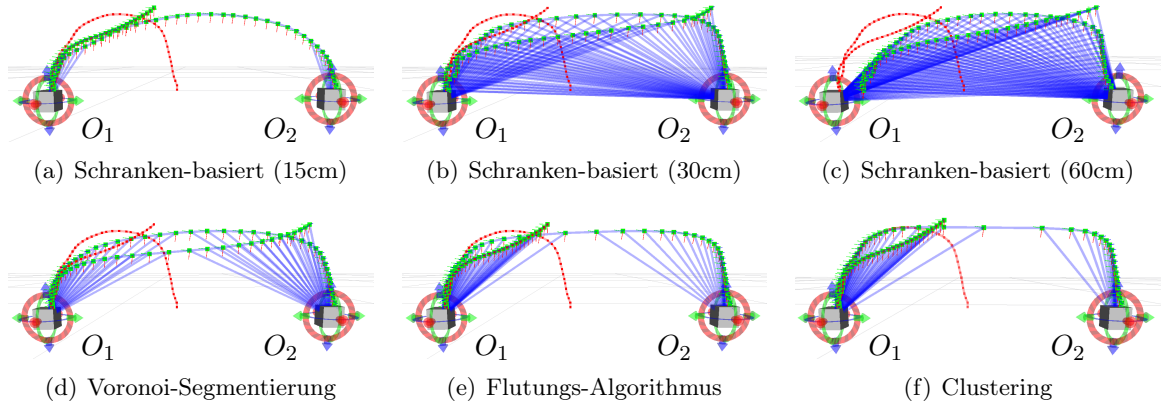 O1 O2 O1 O2 O1 O2
(a) Schranken-basiert (15cm) (b) Schranken-basiert (30cm) (c) Schranken-basiert (60cm)
O1 O2 O1 O2 O1 O2
(d) Voronoi-Segmentierung (e) Flutungs-Algorithmus (f) Clustering